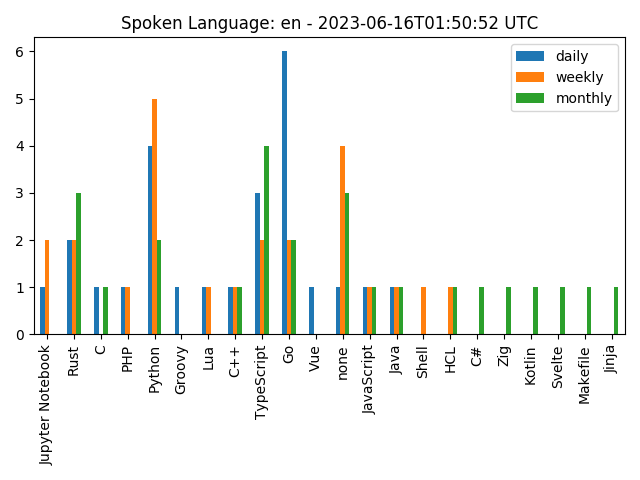 Spoken Language: en - 2023-06-16T01:50:52 UTC
daily
weekly
monthly
6
5
4
3
2
1
0
Jupyter Notebook
Rust
C
PHP
Python
Groovy
Lua
C++
TypeScript
Go
Vue
none
JavaScript
Java
Shell
HCL
C#
Zig
Kotlin
Svelte
Makefile
Jinja